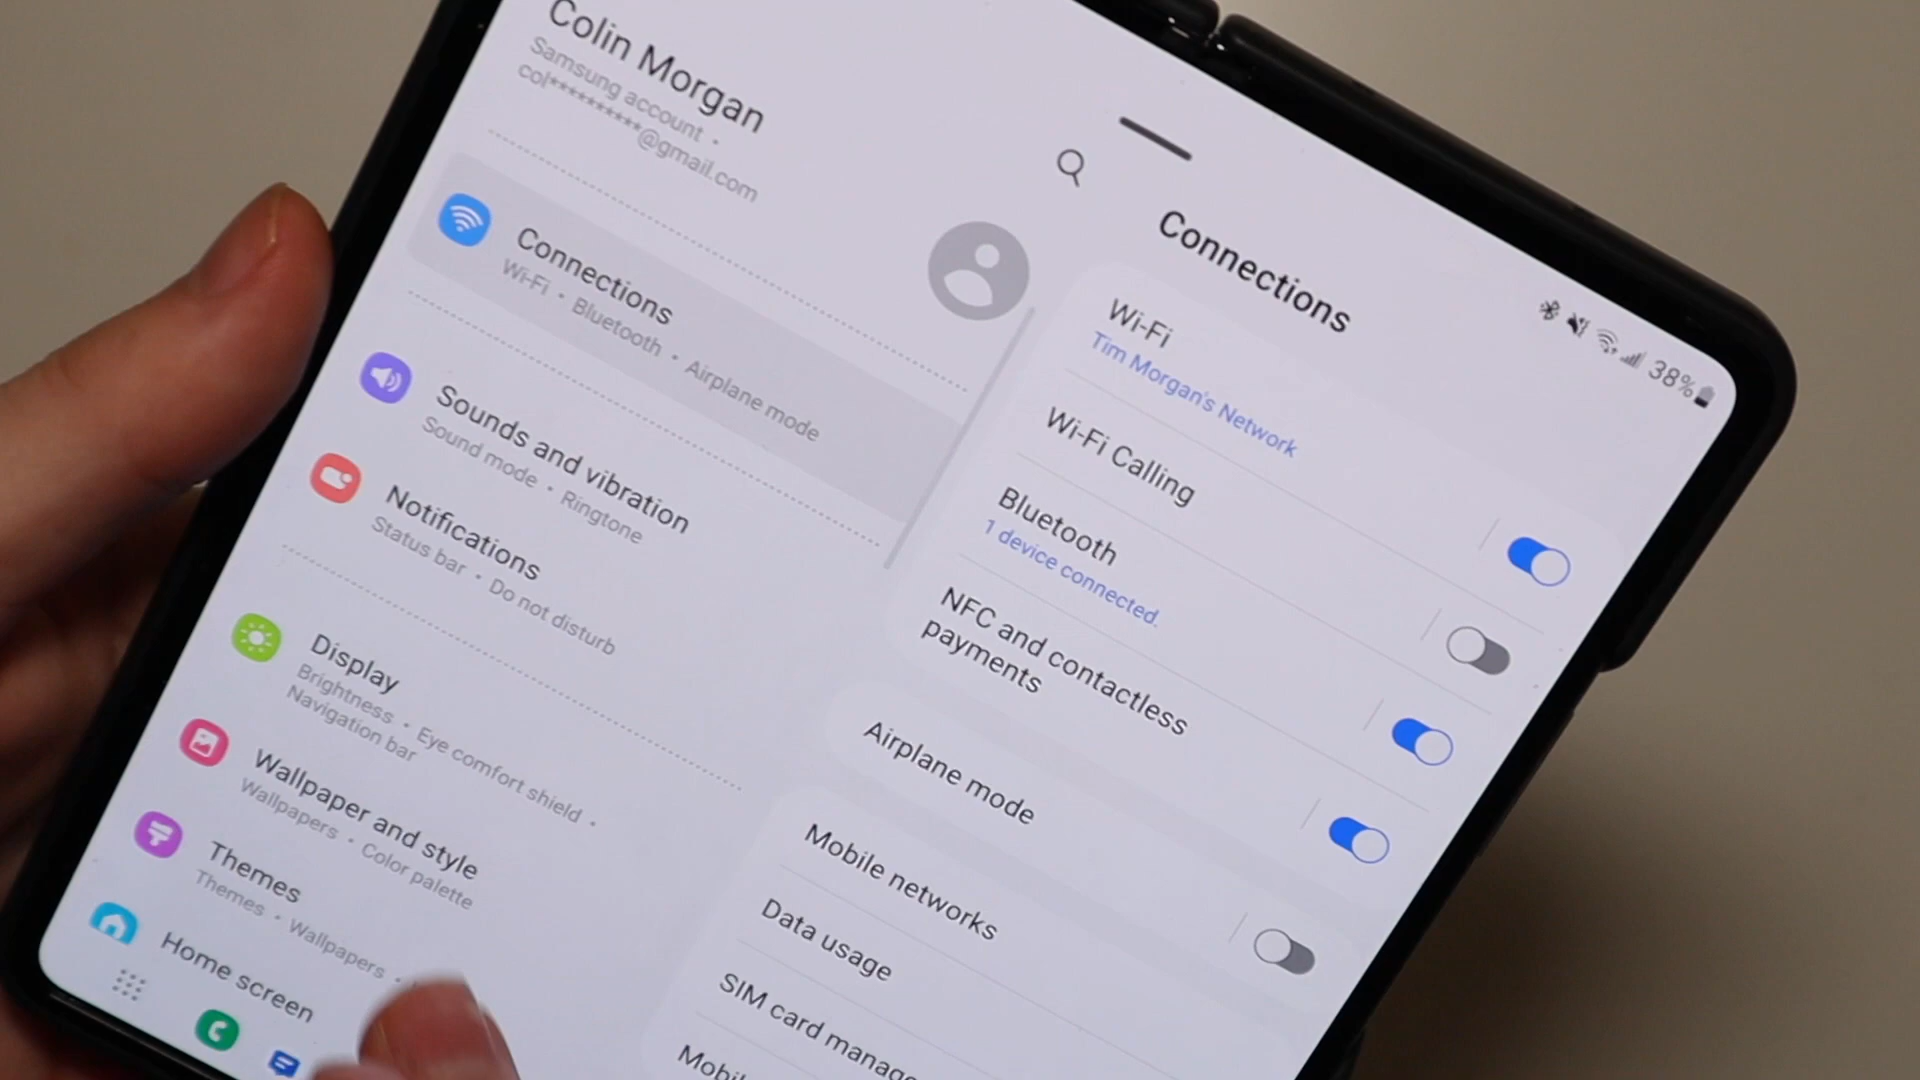 Colin Morgan
Samsung account •
col**********@gmail.com
Connections
Wi-Fi • Bluetooth • Airplane mode
Sounds and vibration
Sound mode • Ringtone
Notifications
Status bar • Do not disturb
Display
Brightness • Eye comfort shield •
Navigation bar
Wallpaper and style
Wallpapers • Color palette
Themes
Themes • Wallpapers •
Home screen
38%
Connections
Wi-Fi
Tim Morgan's Network
Wi-Fi Calling
Bluetooth
1 device connected.
NFC and contactless
payments
Airplane mode
Mobile networks
Data usage
SIM card manage
Mobil